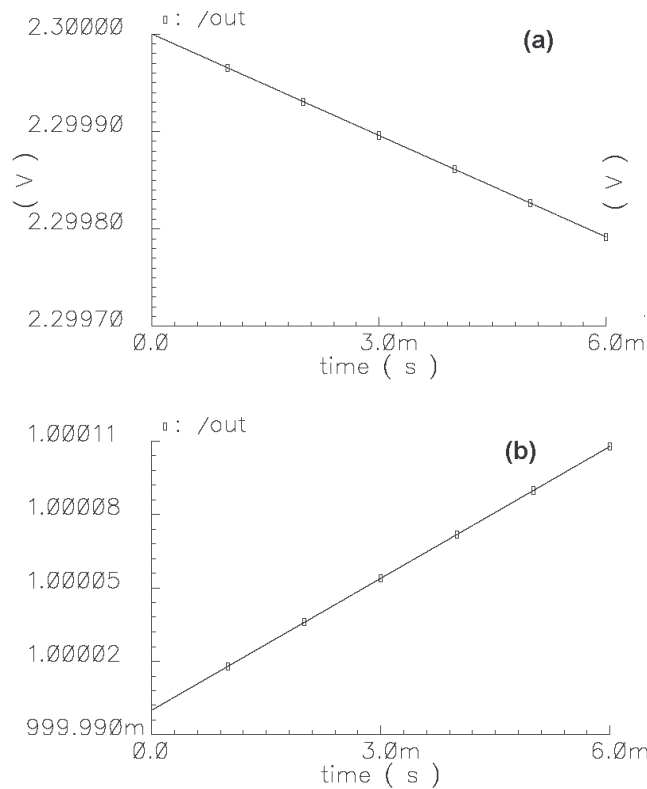 ▯: /out
(a)
2.30000
2.29990
2.29980
2.29970
( V )
( V )
0.0 3.0m 6.0m
time ( s )
▯: /out
(b)
1.00011
1.00008
1.00005
1.00002
999.990m
0.0 3.0m 6.0m
time ( s )